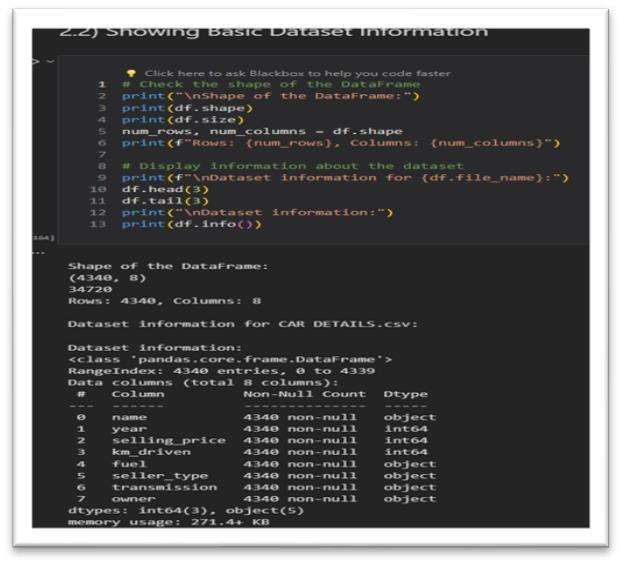 2.2) Showing Basic Dataset Information
Click here to ask Blackbox to help you code faster
1 # Check the shape of the DataFrame
2 print("\nShape of the DataFrame:")
3 print(df.shape)
4 print(df.size)
5 num_rows, num_columns = df.shape
6 print(f"Rows: {num_rows}, Columns: {num_columns}")
7
8 # Display information about the dataset
9 print(f"\nDataset information for {df.file_name}:")
10 df.head(3)
11 df.tail(3)
12 print("\nDataset information:")
13 print(df.info())
164]
...
Shape of the DataFrame:
(4340, 8)
34720
Rows: 4340, Columns: 8
Dataset information for CAR DETAILS.csv:
Dataset information:
<class 'pandas.core.frame.DataFrame'>
RangeIndex: 4340 entries, 0 to 4339
Data columns (total 8 columns):
# Column Non-Null Count Dtype
--- ------ -------------- -----
0 name 4340 non-null object
1 year 4340 non-null int64
2 selling_price 4340 non-null int64
3 km_driven 4340 non-null int64
4 fuel 4340 non-null object
5 seller_type 4340 non-null object
6 transmission 4340 non-null object
7 owner 4340 non-null object
dtypes: int64(3), object(5)
memory usage: 271.4+ KB